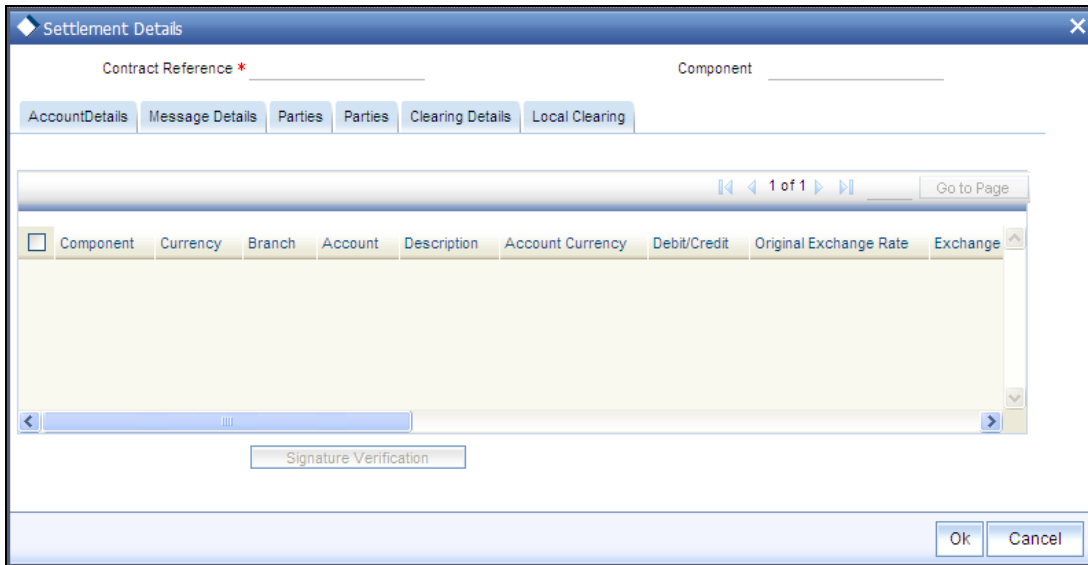 Settlement Details
Contract Reference *
Component
AccountDetails Message Details Parties Parties Clearing Details Local Clearing
1 of 1 Go to Page
Component Currency Branch Account Description Account Currency Debit/Credit Original Exchange Rate Exchange
Signature Verification
Ok Cancel